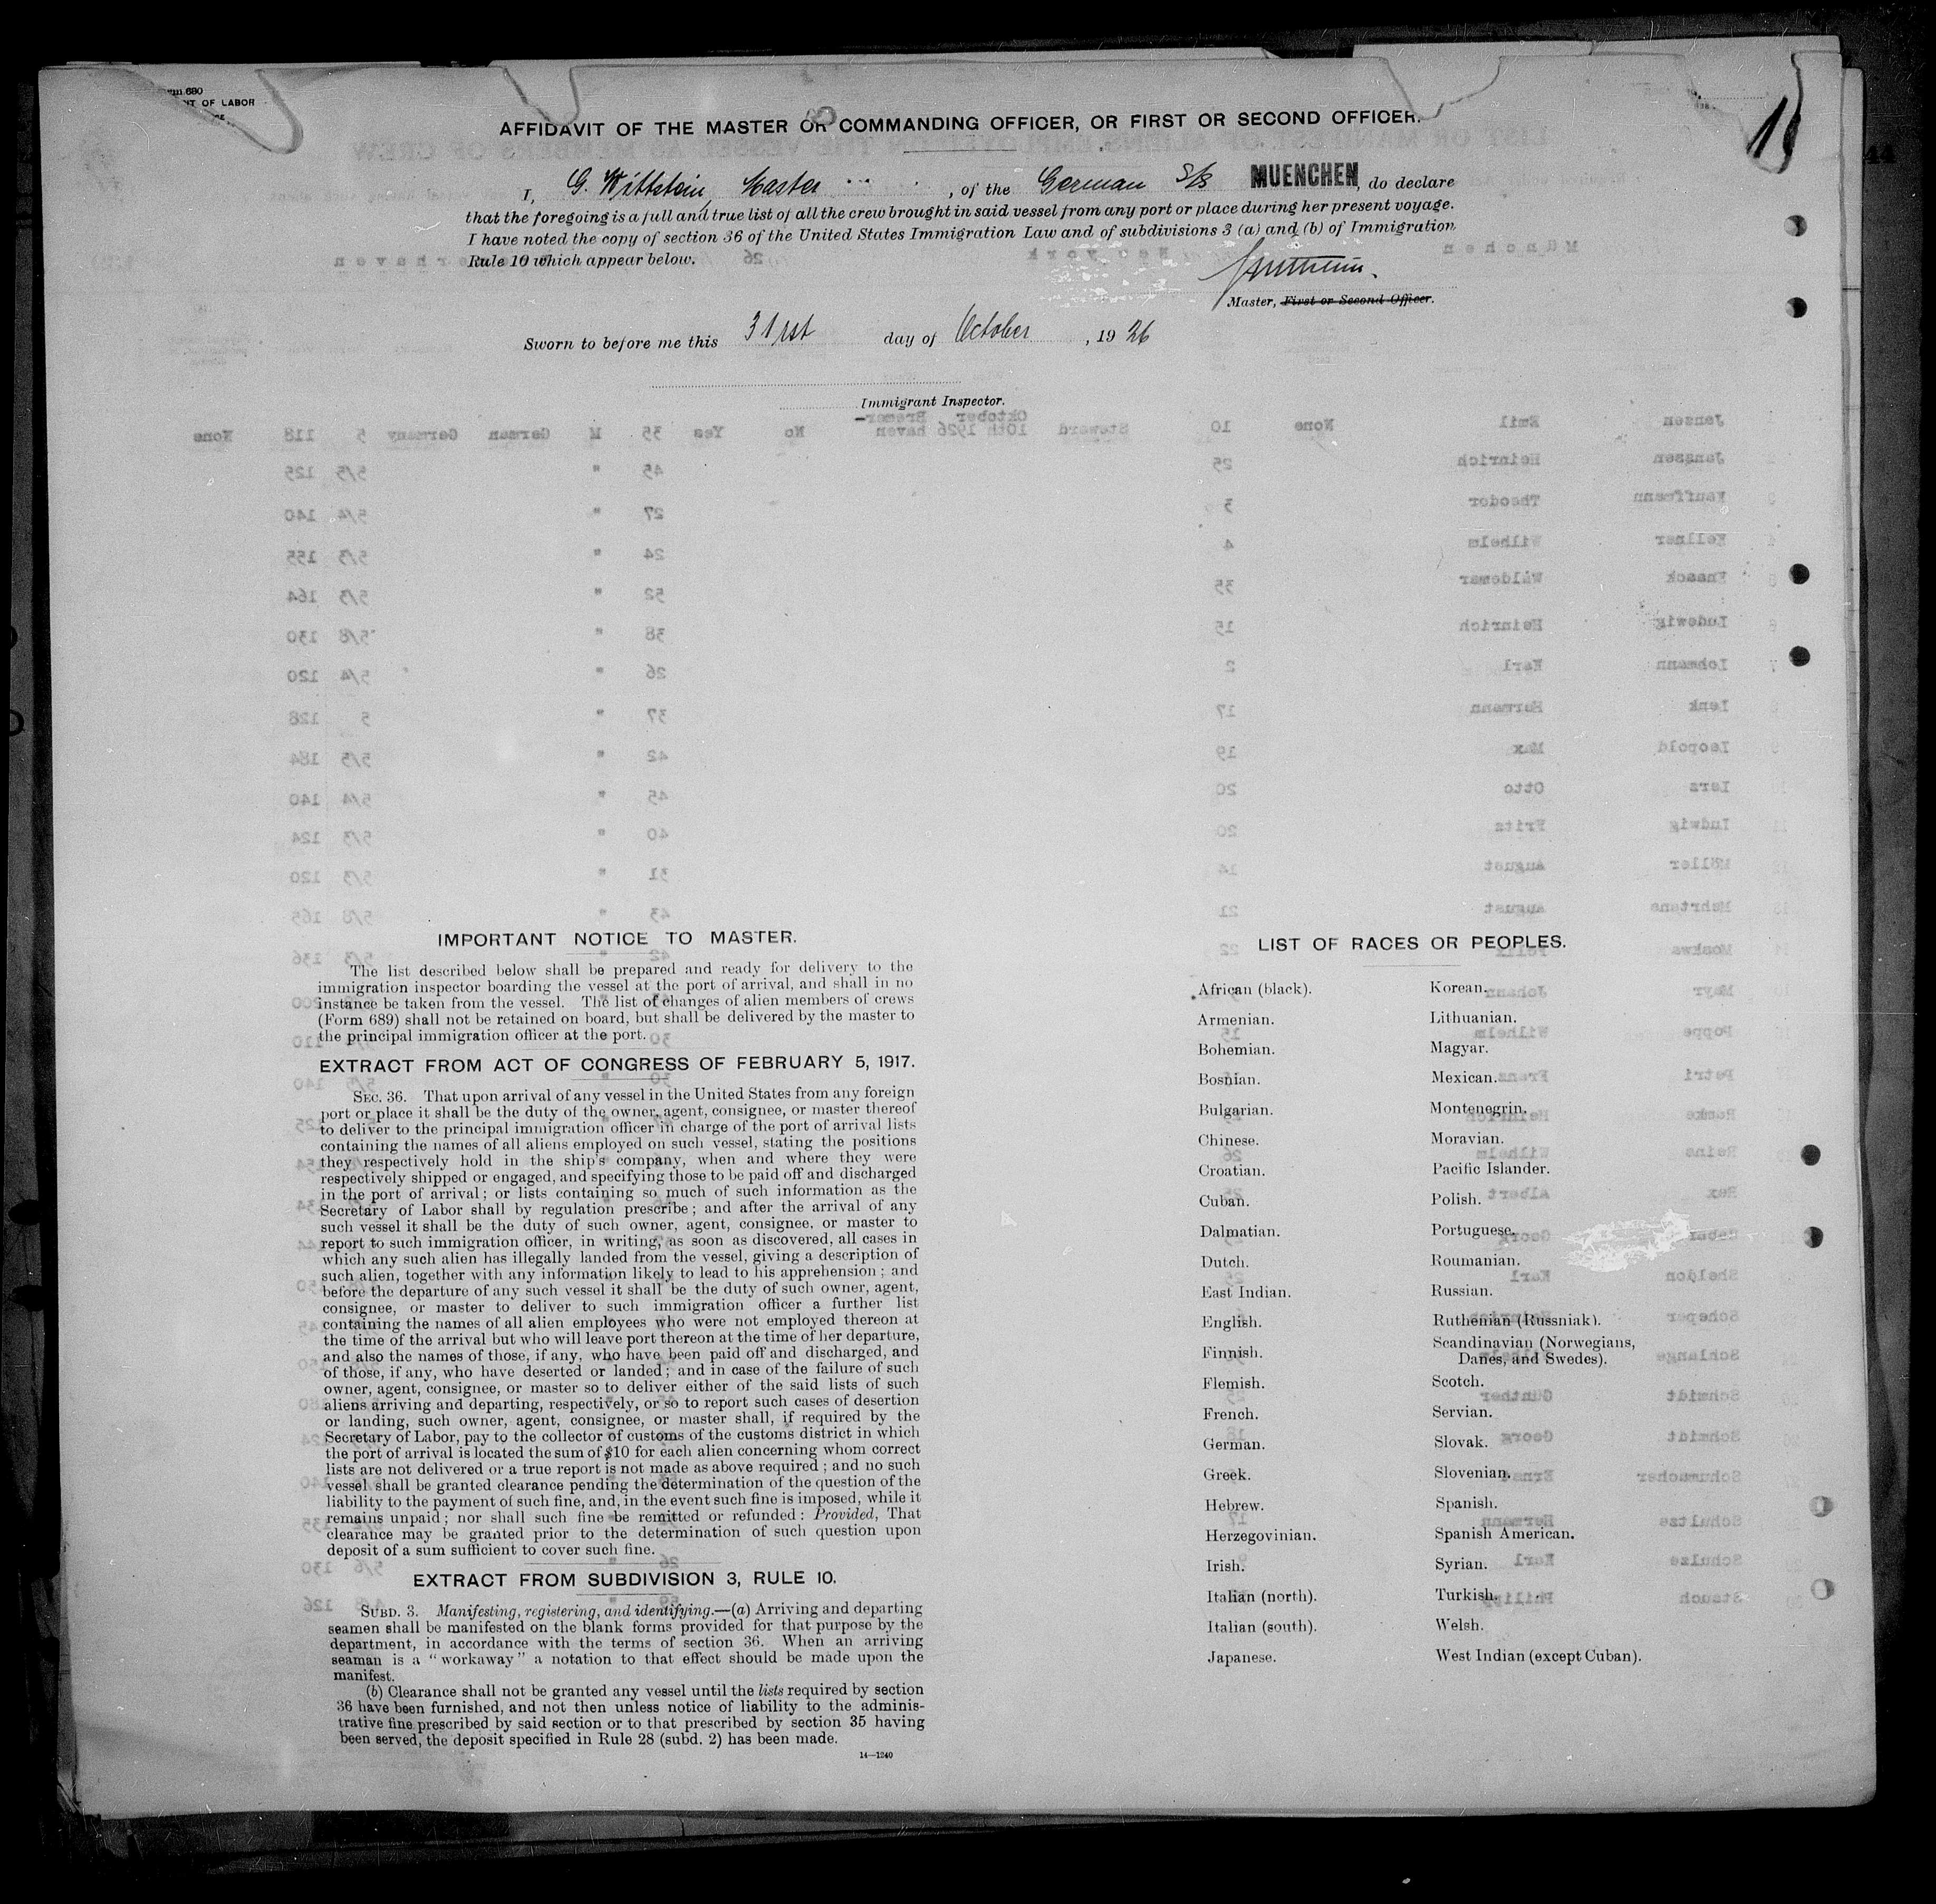 rm 680
NT OF LABOR
AFFIDAVIT OF THE MASTER OR COMMANDING OFFICER, OR FIRST OR SECOND OFFICER.
I, G. Wittstein, Master, of the German S/S MUENCHEN, do declare
that the foregoing is a full and true list of all the crew brought in said vessel from any port or place during her present voyage.
I have noted the copy of section 36 of the United States Immigration Law and of subdivisions 3 (a) and (b) of Immigration
Rule 10 which appear below.
Master, First or Second Officer.
Sworn to before me this 31st day of October, 1926
Immigrant Inspector.
IMPORTANT NOTICE TO MASTER.
The list described below shall be prepared and ready for delivery to the
immigration inspector boarding the vessel at the port of arrival, and shall in no
instance be taken from the vessel. The list of changes of alien members of crews
(Form 689) shall not be retained on board, but shall be delivered by the master to
the principal immigration officer at the port.
EXTRACT FROM ACT OF CONGRESS OF FEBRUARY 5, 1917.
SEC. 36. That upon arrival of any vessel in the United States from any foreign
port or place it shall be the duty of the owner, agent, consignee, or master thereof
to deliver to the principal immigration officer in charge of the port of arrival lists
containing the names of all aliens employed on such vessel, stating the positions
they respectively hold in the ship's company, when and where they were
respectively shipped or engaged, and specifying those to be paid off and discharged
in the port of arrival; or lists containing so much of such information as the
Secretary of Labor shall by regulation prescribe; and after the arrival of any
such vessel it shall be the duty of such owner, agent, consignee, or master to
report to such immigration officer, in writing, as soon as discovered, all cases in
which any such alien has illegally landed from the vessel, giving a description of
such alien, together with any information likely to lead to his apprehension; and
before the departure of any such vessel it shall be the duty of such owner, agent,
consignee, or master to deliver to such immigration officer a further list
containing the names of all alien employees who were not employed thereon at
the time of the arrival but who will leave port thereon at the time of her departure,
and also the names of those, if any, who have been paid off and discharged, and
of those, if any, who have deserted or landed; and in case of the failure of such
owner, agent, consignee, or master so to deliver either of the said lists of such
aliens arriving and departing, respectively, or so to report such cases of desertion
or landing, such owner, agent, consignee, or master shall, if required by the
Secretary of Labor, pay to the collector of customs of the customs district in which
the port of arrival is located the sum of $10 for each alien concerning whom correct
lists are not delivered or a true report is not made as above required; and no such
vessel shall be granted clearance pending the determination of the question of the
liability to the payment of such fine, and, in the event such fine is imposed, while it
remains unpaid; nor shall such fine be remitted or refunded: Provided, That
clearance may be granted prior to the determination of such question upon
deposit of a sum sufficient to cover such fine.
EXTRACT FROM SUBDIVISION 3, RULE 10.
SUBD. 3. Manifesting, registering, and identifying.—(a) Arriving and departing
seamen shall be manifested on the blank forms provided for that purpose by the
department, in accordance with the terms of section 36. When an arriving
seaman is a "workaway" a notation to that effect should be made upon the
manifest.
(b) Clearance shall not be granted any vessel until the lists required by section
36 have been furnished, and not then unless notice of liability to the adminis-
trative fine prescribed by said section or to that prescribed by section 35 having
been served, the deposit specified in Rule 28 (subd. 2) has been made.
14—1240
LIST OF RACES OR PEOPLES.
African (black).
Armenian.
Bohemian.
Bosnian.
Bulgarian.
Chinese.
Croatian.
Cuban.
Dalmatian.
Dutch.
East Indian.
English.
Finnish.
Flemish.
French.
German.
Greek.
Hebrew.
Herzegovinian.
Irish.
Italian (north).
Italian (south).
Japanese.
Korean.
Lithuanian.
Magyar.
Mexican.
Montenegrin.
Moravian.
Pacific Islander.
Polish.
Portuguese.
Roumanian.
Russian.
Ruthenian (Russniak).
Scandinavian (Norwegians,
Danes, and Swedes).
Scotch.
Servian.
Slovak.
Slovenian.
Spanish.
Spanish American.
Syrian.
Turkish.
Welsh.
West Indian (except Cuban).